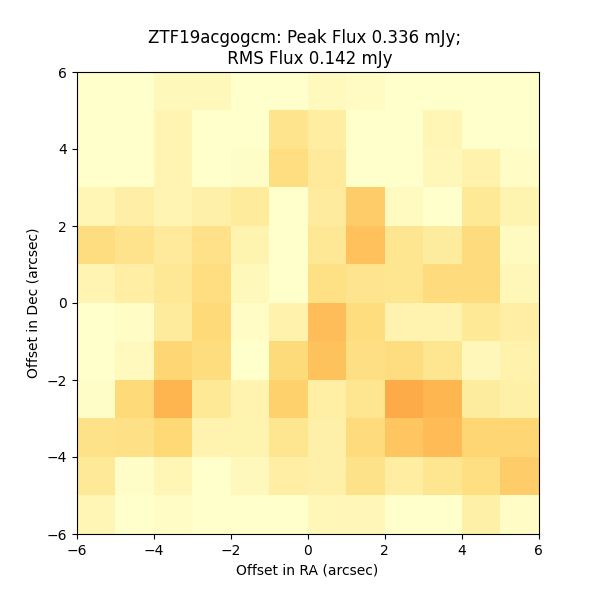 ZTF19acgogcm: Peak Flux 0.336 mJy;
RMS Flux 0.142 mJy
6
4
2
0
−2
−4
−6
Offset in Dec (arcsec)
−6 −4 −2 0 2 4 6
Offset in RA (arcsec)